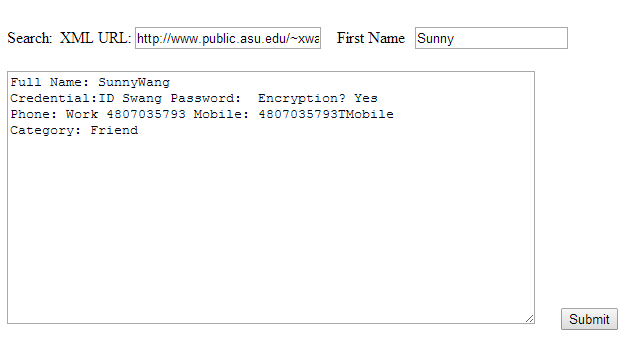 Search: XML URL: http://www.public.asu.edu/~xwa First Name Sunny
Full Name: SunnyWang
Credential:ID Swang Password:  Encryption? Yes
Phone: Work 4807035793 Mobile: 4807035793TMobile
Category: Friend
Submit